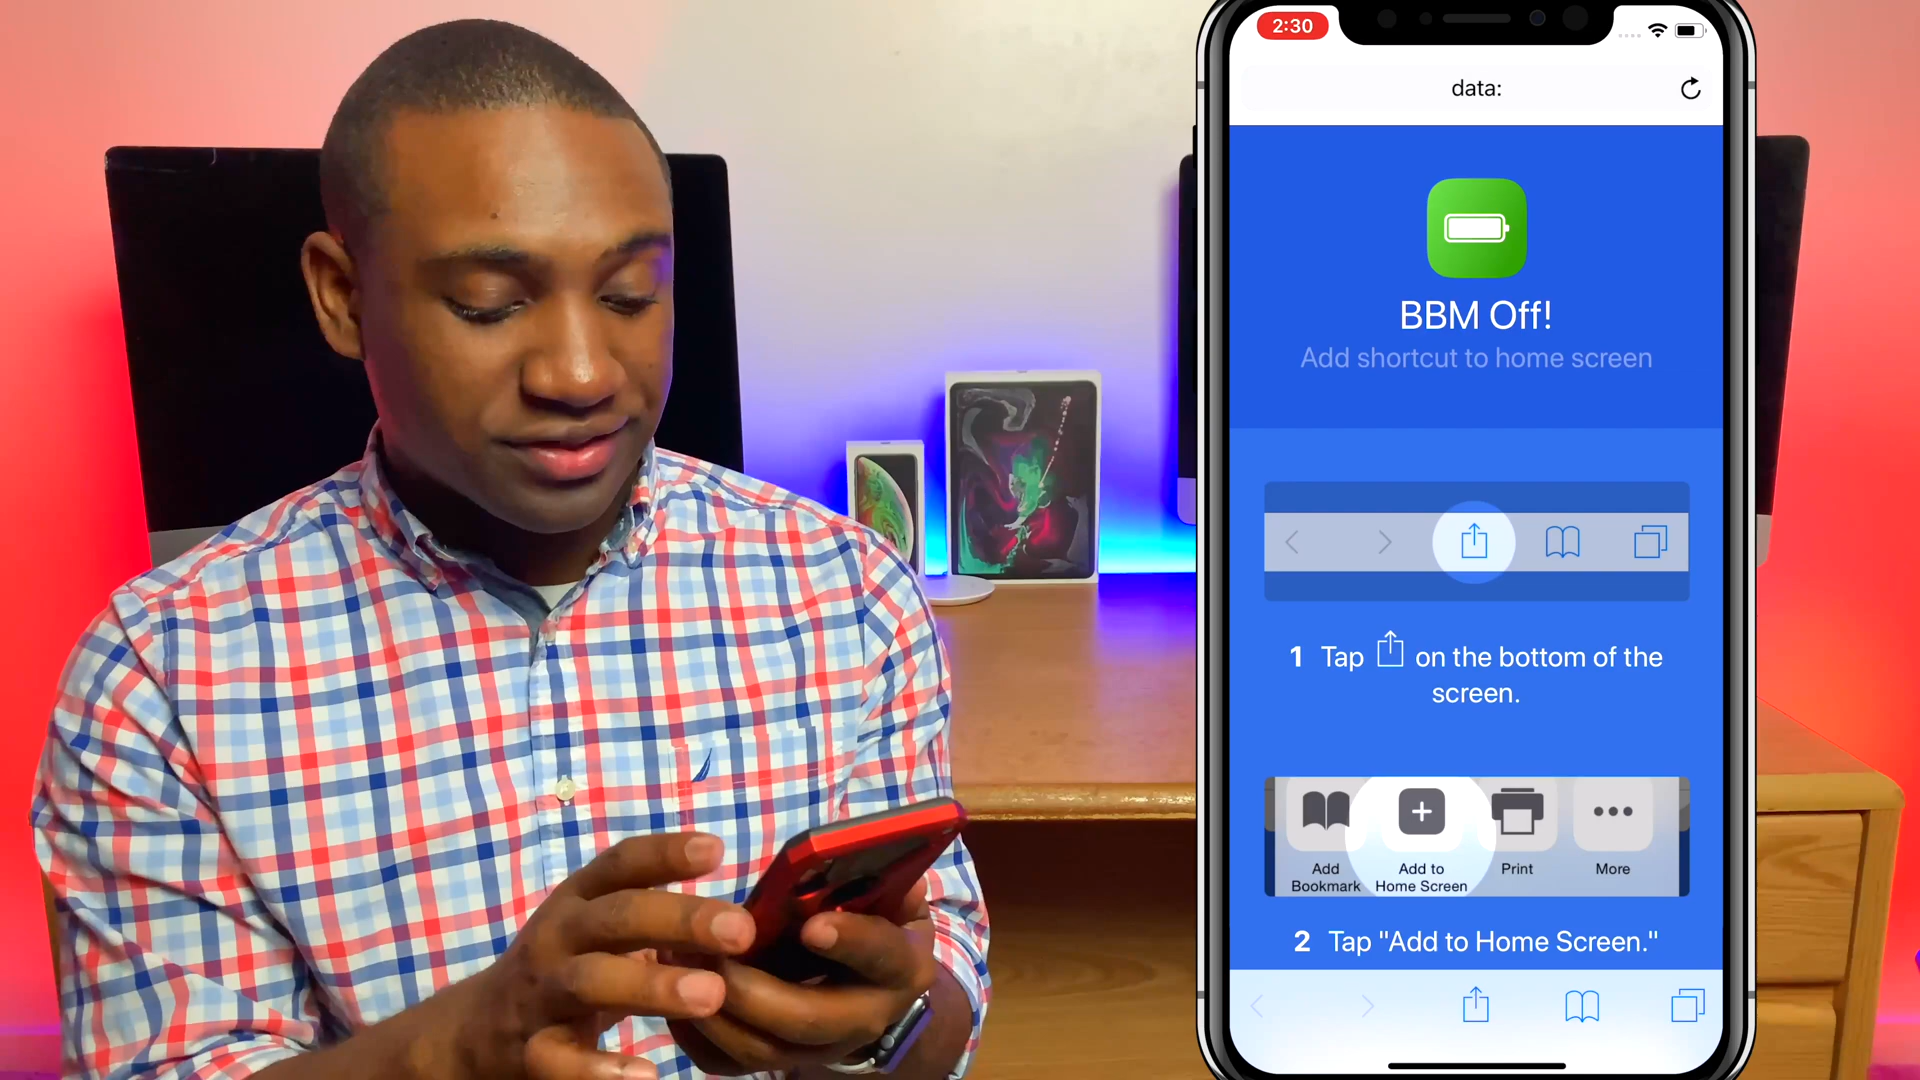 2:30
data:
BBM Off!
Add shortcut to home screen
1 Tap on the bottom of the
screen.
Add
Bookmark
Add to
Home Screen
Print
More
2 Tap "Add to Home Screen."